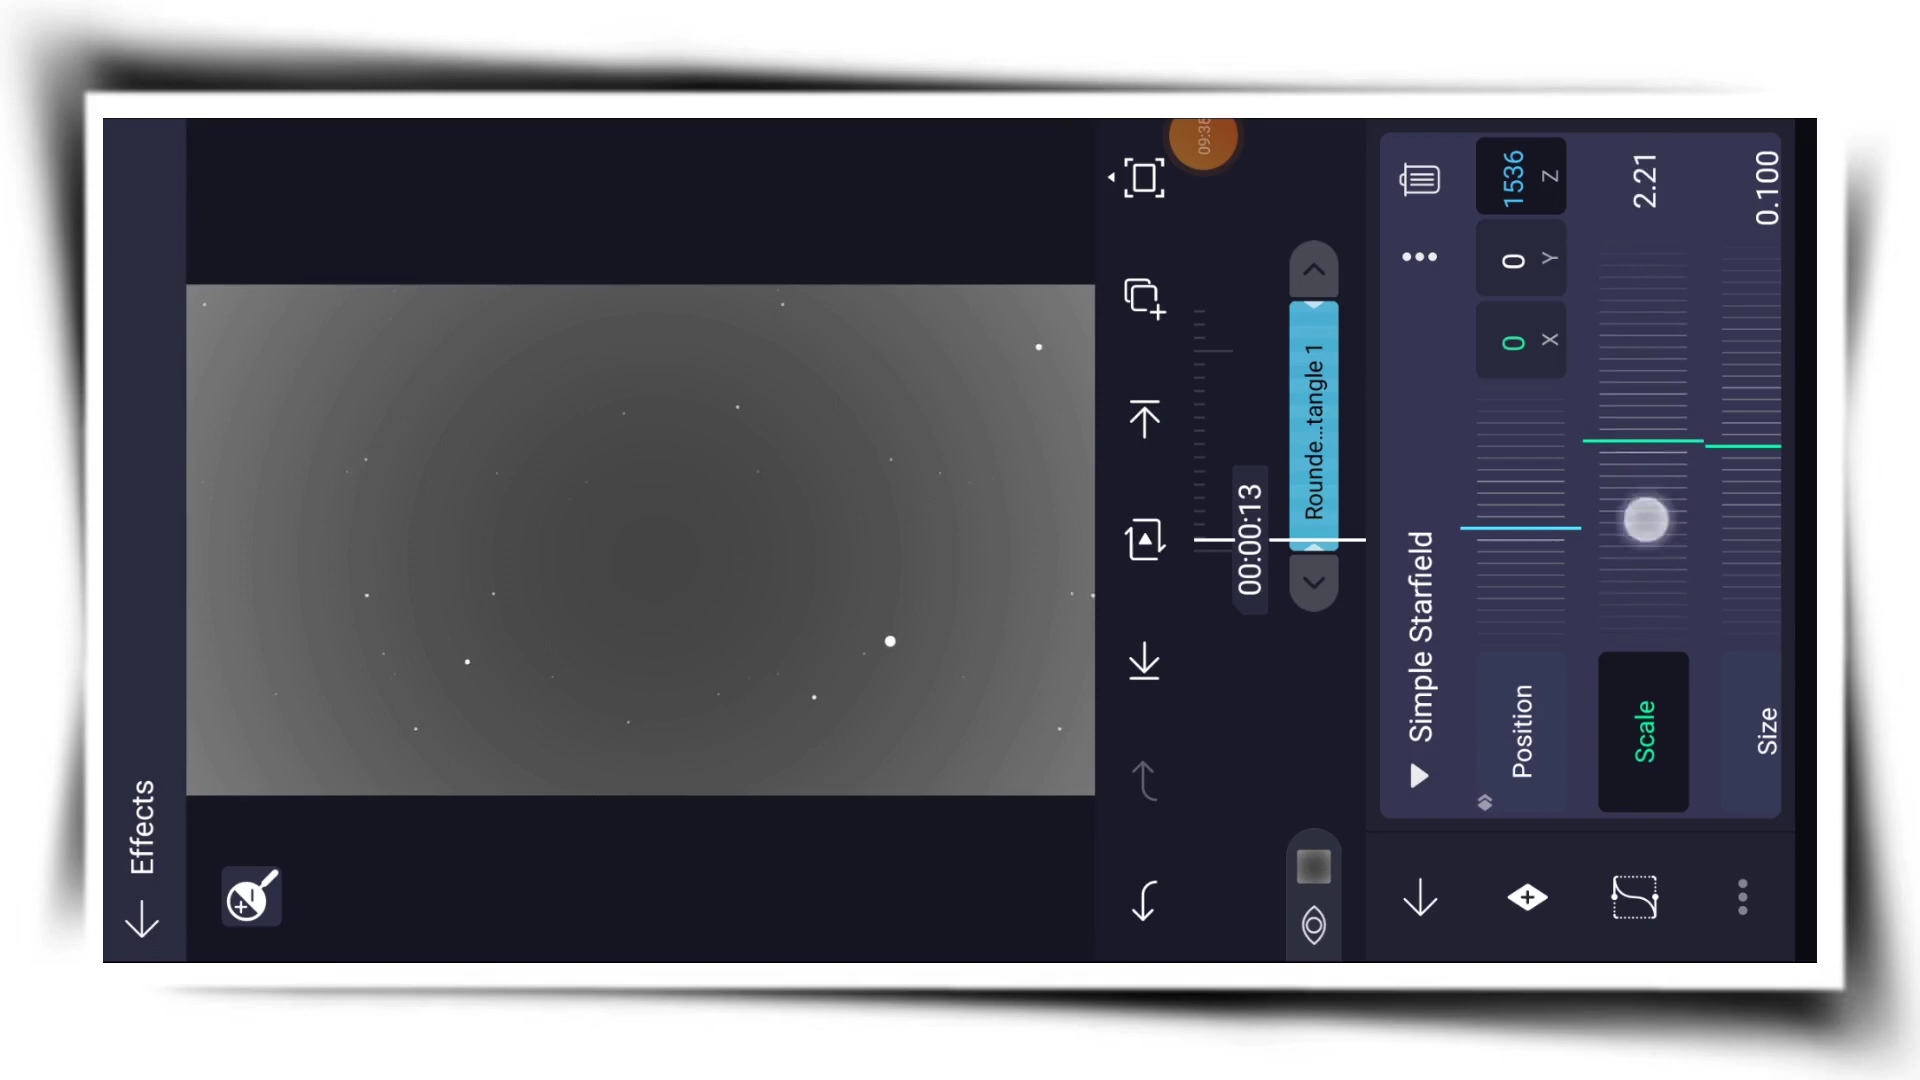 Effects
09:35
00:00:13
Rounde...tangle 1
Simple Starfield
Position
0
X
0
Y
1536
Z
Scale
2.21
Size
0.100